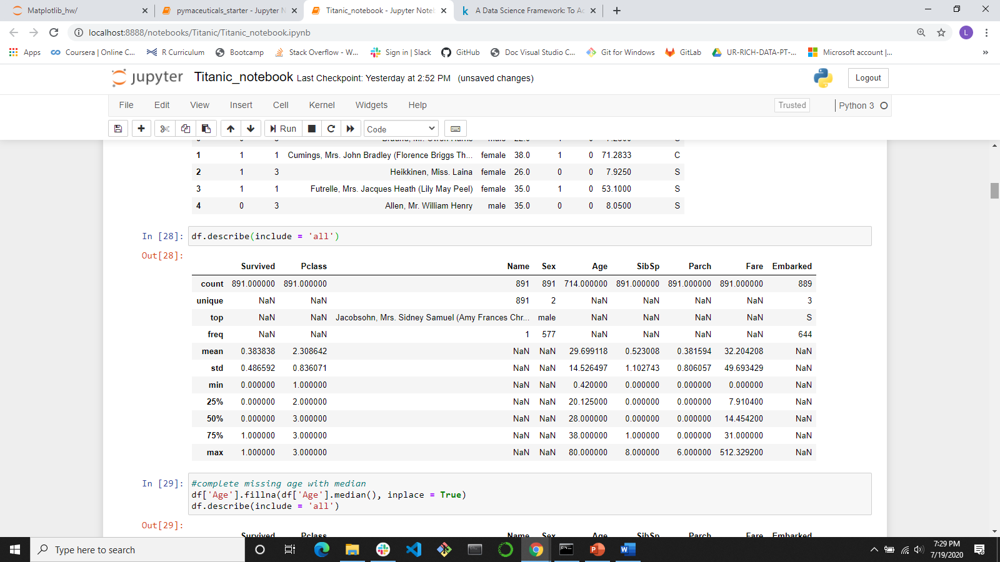 Matplotlib_hw/
pymaceuticals_starter - Jupyter N
Titanic_notebook - Jupyter Noteb
A Data Science Framework: To Ac
localhost:8888/notebooks/Titanic/Titanic_notebook.ipynb
L
Apps Coursera | Online C... R Curriculum Bootcamp Stack Overflow - W... Sign in | Slack GitHub Doc Visual Studio C... Git for Windows GitLab UR-RICH-DATA-PT-... Microsoft account |... »
jupyter Titanic_notebook Last Checkpoint: Yesterday at 2:52 PM (unsaved changes) Logout
File Edit View Insert Cell Kernel Widgets Help Trusted Python 3
Run Code
1 1 1 Cumings, Mrs. John Bradley (Florence Briggs Th... female 38.0 1 0 71.2833 C
2 1 3 Heikkinen, Miss. Laina female 26.0 0 0 7.9250 S
3 1 1 Futrelle, Mrs. Jacques Heath (Lily May Peel) female 35.0 1 0 53.1000 S
4 0 3 Allen, Mr. William Henry male 35.0 0 0 8.0500 S
In [28]: df.describe(include = 'all')
Out[28]:
Survived Pclass Name Sex Age SibSp Parch Fare Embarked
count 891.000000 891.000000 891 891 714.000000 891.000000 891.000000 891.000000 889
unique NaN NaN 891 2 NaN NaN NaN NaN 3
top NaN NaN Jacobsohn, Mrs. Sidney Samuel (Amy Frances Chr... male NaN NaN NaN NaN S
freq NaN NaN 1 577 NaN NaN NaN NaN 644
mean 0.383838 2.308642 NaN NaN 29.699118 0.523008 0.381594 32.204208 NaN
std 0.486592 0.836071 NaN NaN 14.526497 1.102743 0.806057 49.693429 NaN
min 0.000000 1.000000 NaN NaN 0.420000 0.000000 0.000000 0.000000 NaN
25% 0.000000 2.000000 NaN NaN 20.125000 0.000000 0.000000 7.910400 NaN
50% 0.000000 3.000000 NaN NaN 28.000000 0.000000 0.000000 14.454200 NaN
75% 1.000000 3.000000 NaN NaN 38.000000 1.000000 0.000000 31.000000 NaN
max 1.000000 3.000000 NaN NaN 80.000000 8.000000 6.000000 512.329200 NaN
In [29]: #complete missing age with median
df['Age'].fillna(df['Age'].median(), inplace = True)
df.describe(include = 'all')
Out[29]:
Survived Pclass Name Sex Age SibSp Parch Fare Embarked
Type here to search
7:29 PM
7/19/2020